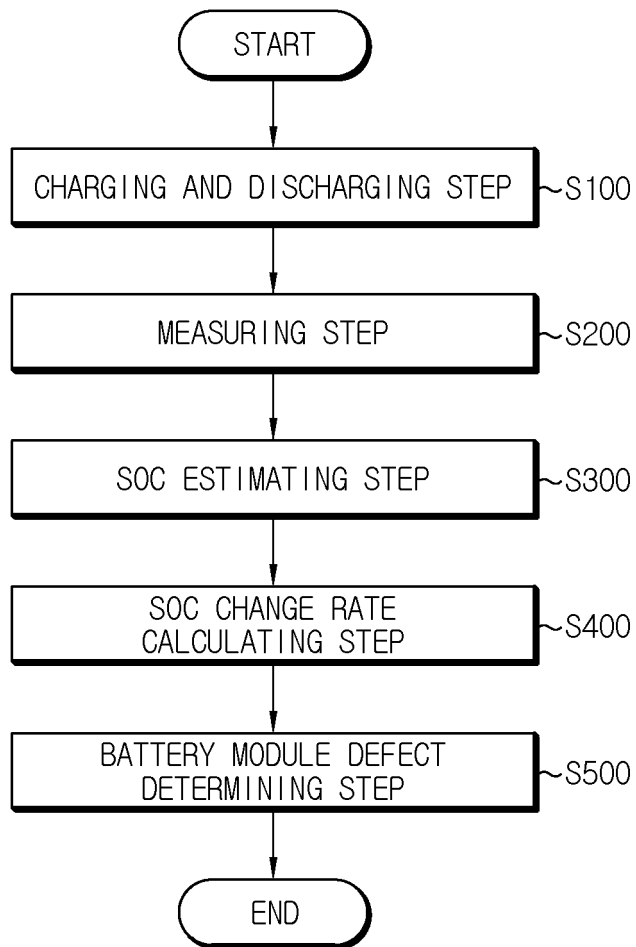 START
CHARGING AND DISCHARGING STEP
~S100
MEASURING STEP
~S200
SOC ESTIMATING STEP
~S300
SOC CHANGE RATE
CALCULATING STEP
~S400
BATTERY MODULE DEFECT
DETERMINING STEP
~S500
END